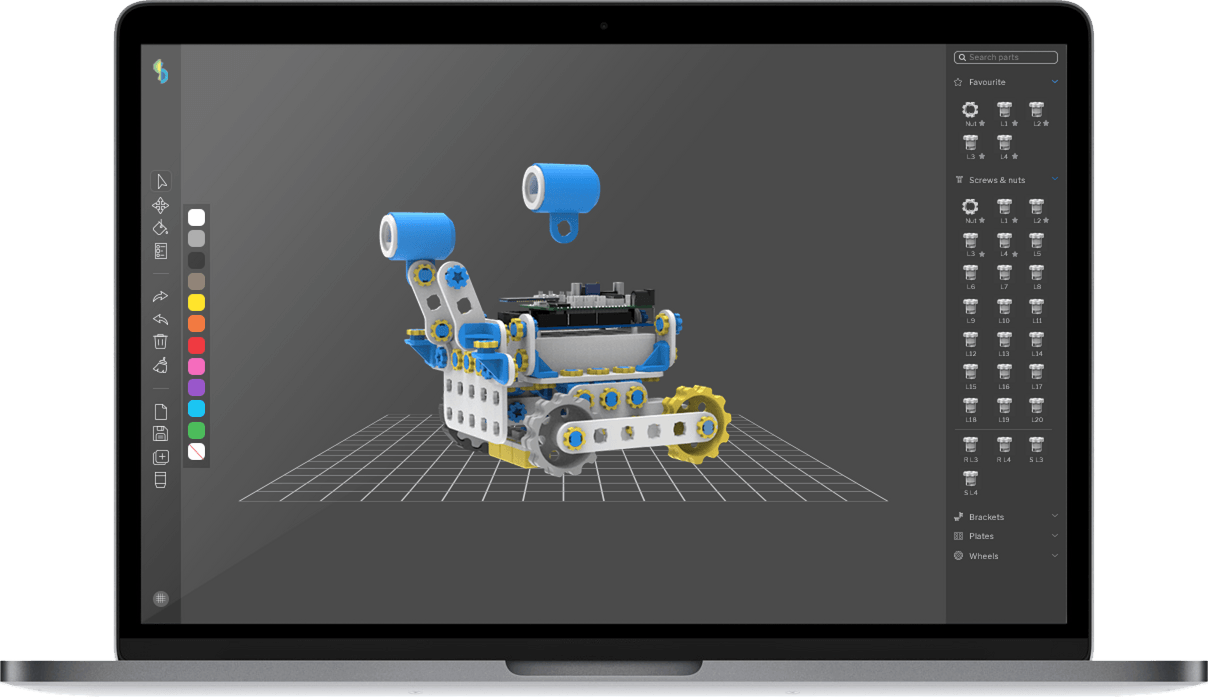 Search parts
Favourite
Nut L1 L2
L3 L4
Screws & nuts
Nut L1 L2
L3 L4 L5
L6 L7 L8
L9 L10 L11
L12 L13 L14
L15 L16 L17
L18 L19 L20
R L3 R L4 S L3
S L4
Brackets
Plates
Wheels